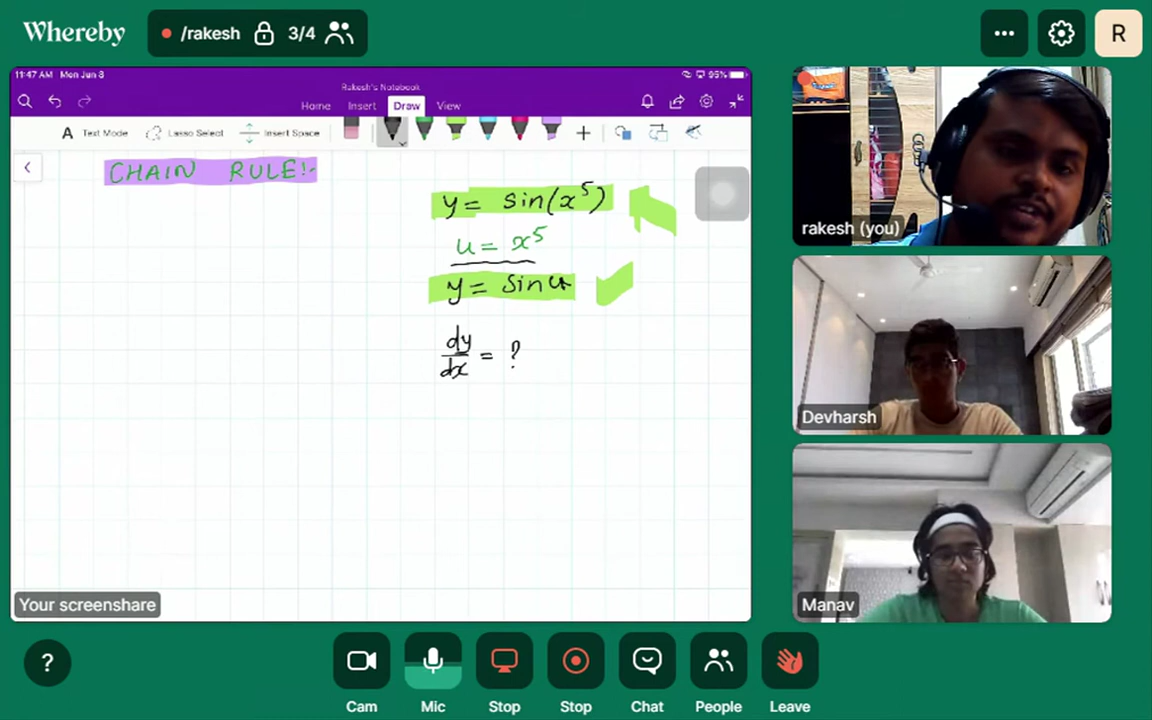 Whereby
/rakesh 3/4
R
11:47 AM Mon Jun 8
95%
Rakesh's Notebook
Home Insert Draw View
A Text Mode Lasso Select Insert Space
CHAIN RULE:-
y = sin(x⁵)
u = x⁵
y = sin u
dy/dx = ?
Your screenshare
rakesh (you)
Devharsh
Manav
?
Cam Mic Stop Stop Chat People Leave